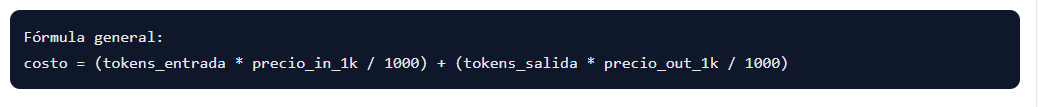 Fórmula general:
costo = (tokens_entrada * precio_in_1k / 1000) + (tokens_salida * precio_out_1k / 1000)